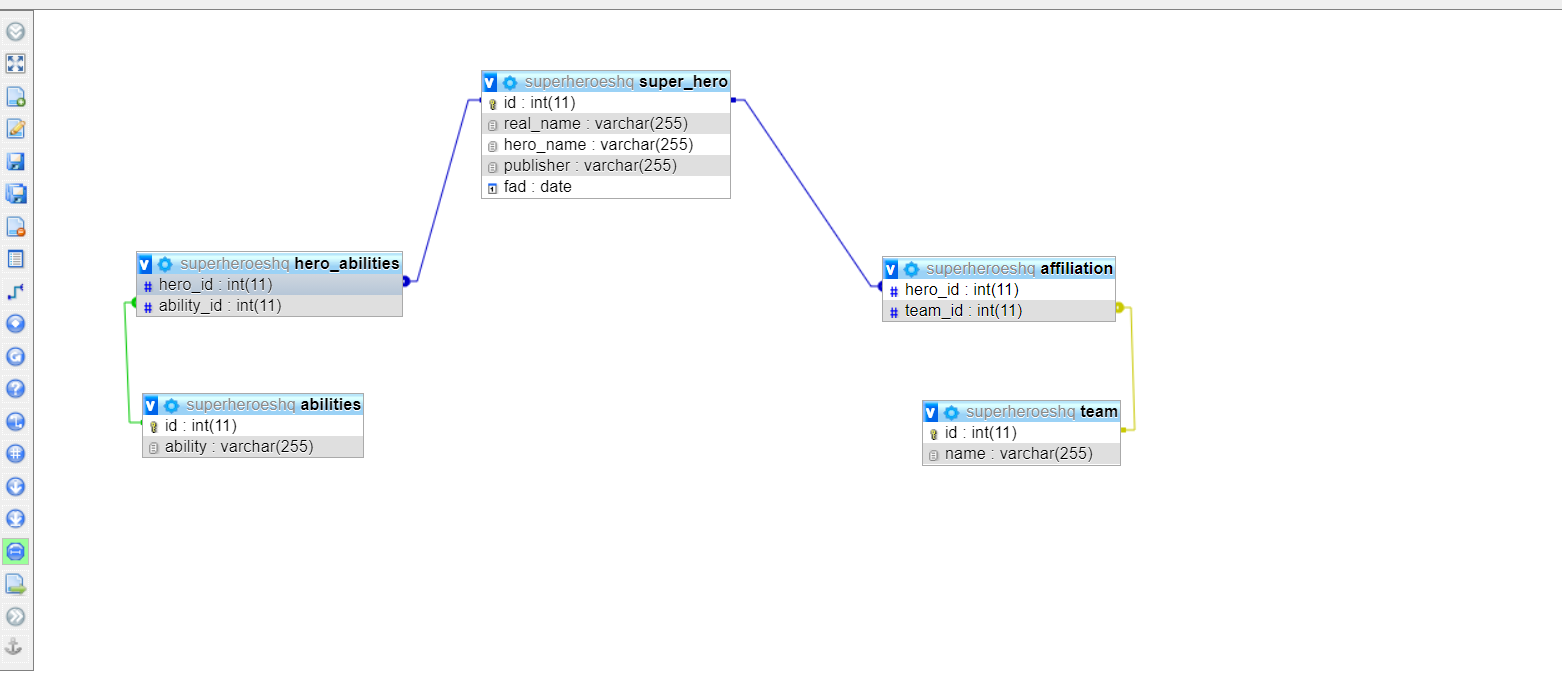 superheroeshq super_hero
id : int(11)
real_name : varchar(255)
hero_name : varchar(255)
publisher : varchar(255)
fad : date
superheroeshq hero_abilities
hero_id : int(11)
ability_id : int(11)
superheroeshq affiliation
hero_id : int(11)
team_id : int(11)
superheroeshq abilities
id : int(11)
ability : varchar(255)
superheroeshq team
id : int(11)
name : varchar(255)